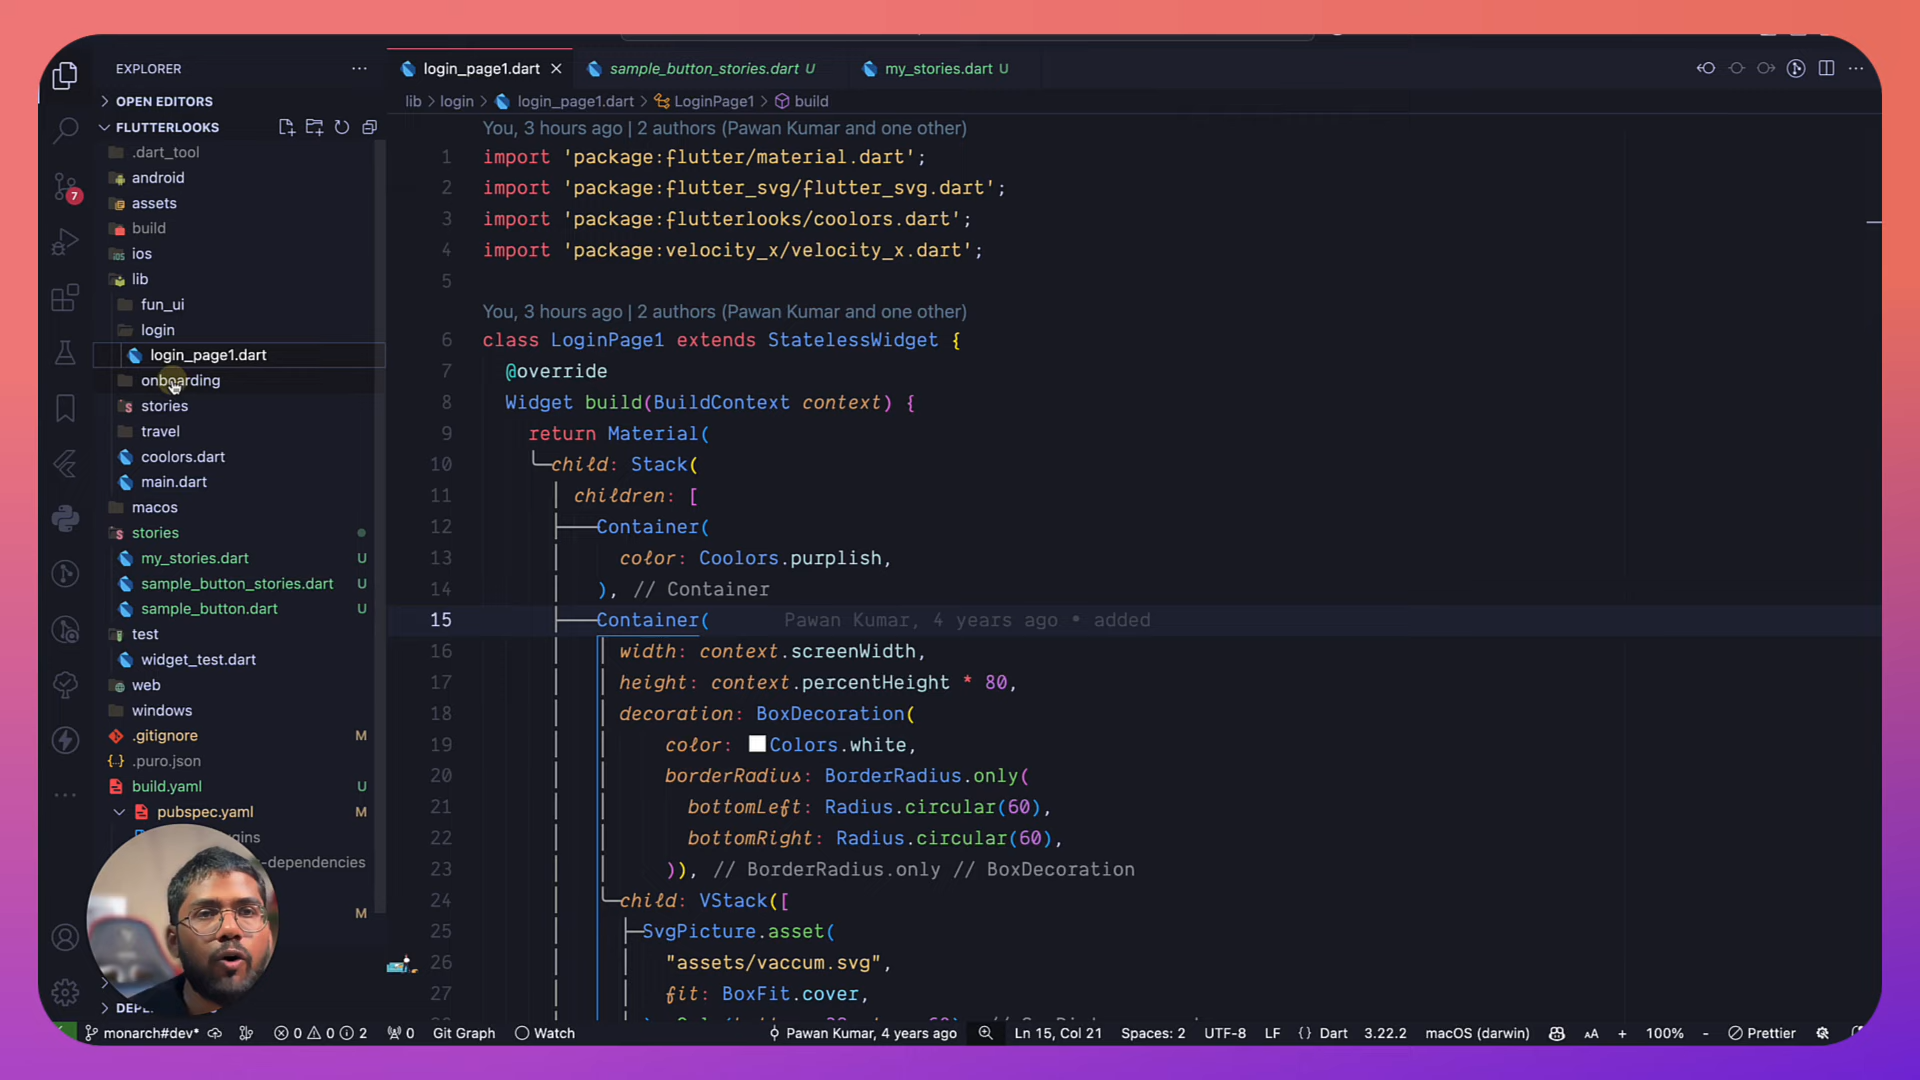 EXPLORER
OPEN EDITORS
FLUTTERLOOKS
.dart_tool
android
assets
build
ios
lib
fun_ui
login
login_page1.dart
onboarding
stories
travel
coolors.dart
main.dart
macos
stories
my_stories.dart U
sample_button_stories.dart U
sample_button.dart U
test
widget_test.dart
web
windows
.gitignore M
.puro.json
build.yaml U
pubspec.yaml M
-dependencies
M
7
login_page1.dart
sample_button_stories.dart U
my_stories.dart U
lib > login > login_page1.dart > LoginPage1 > build
You, 3 hours ago | 2 authors (Pawan Kumar and one other)
1 import 'package:flutter/material.dart';
2 import 'package:flutter_svg/flutter_svg.dart';
3 import 'package:flutterlooks/coolors.dart';
4 import 'package:velocity_x/velocity_x.dart';
5
You, 3 hours ago | 2 authors (Pawan Kumar and one other)
6 class LoginPage1 extends StatelessWidget {
7 @override
8 Widget build(BuildContext context) {
9 return Material(
10 child: Stack(
11 children: [
12 Container(
13 color: Coolors.purplish,
14 ), // Container
15 Container( Pawan Kumar, 4 years ago • added
16 width: context.screenWidth,
17 height: context.percentHeight * 80,
18 decoration: BoxDecoration(
19 color: Colors.white,
20 borderRadius: BorderRadius.only(
21 bottomLeft: Radius.circular(60),
22 bottomRight: Radius.circular(60),
23 )), // BorderRadius.only // BoxDecoration
24 child: VStack([
25 SvgPicture.asset(
26 "assets/vaccum.svg",
27 fit: BoxFit.cover,
monarch#dev* 0 0 2 0 Git Graph Watch Pawan Kumar, 4 years ago Ln 15, Col 21 Spaces: 2 UTF-8 LF {} Dart 3.22.2 macOS (darwin) AA + 100% - Prettier